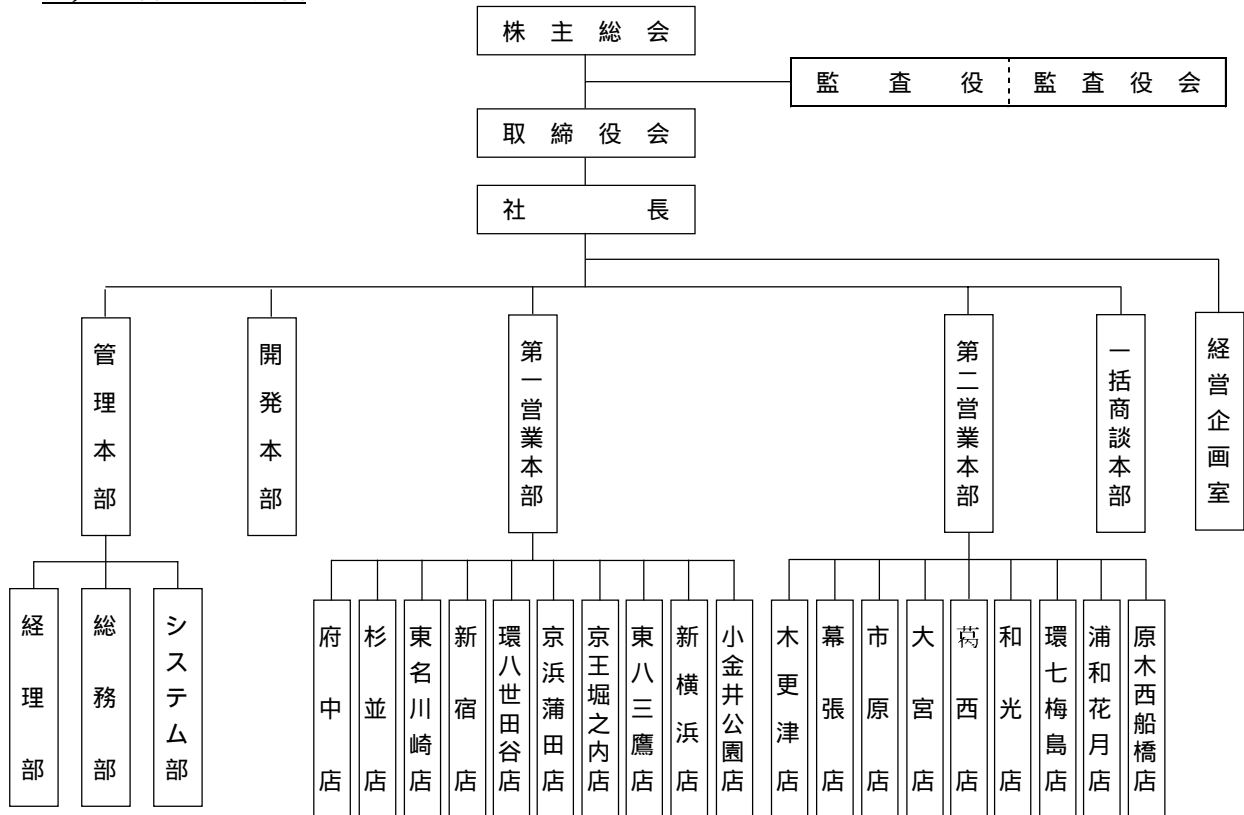 株主総会
監査役 監査役会
取締役会
社長
管理本部
開発本部
第一営業本部
第二営業本部
一括商談本部
経営企画室
経理部
総務部
システム部
府中店
杉並店
東名川崎店
新宿店
環八世田谷店
京浜蒲田店
京王堀之内店
東八三鷹店
新横浜店
小金井公園店
木更津店
幕張店
市原店
大宮店
葛西店
和光店
環七梅島店
浦和花月店
原木西船橋店